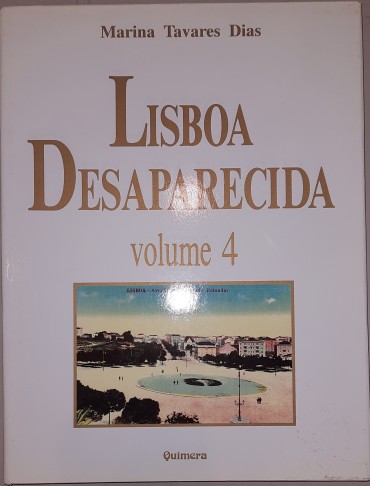 Marina Tavares Dias
LISBOA
DESAPARECIDA
volume 4
LISBOA
Quimera